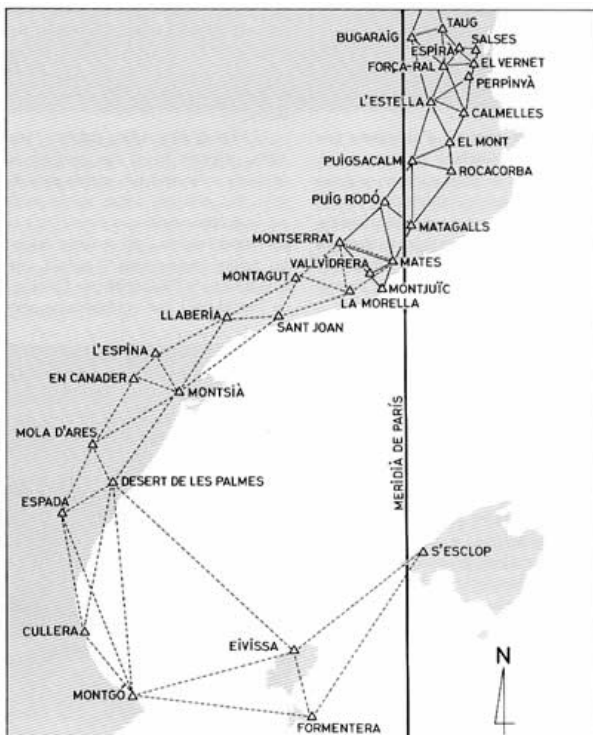 TAUG
BUGARAIG
ESPIRA
SALSES
FORÇA-RAL
EL VERNET
PERPINYÀ
L'ESTELLA
CALMELLES
EL MONT
PUIGSACALM
ROCACORBA
PUIG RODÓ
MATAGALLS
MONTSERRAT
VALLVIDRERA
MATES
MONTAGUT
MONTJUÏC
LA MORELLA
LLABERÍA
SANT JOAN
L'ESPINA
EN CANADER
MONTSIÀ
MOLA D'ARES
MERIDIÀ DE PARÍS
DESERT DE LES PALMES
ESPADA
S'ESCLOP
CULLERA
EIVISSA
N
MONTGÓ
FORMENTERA